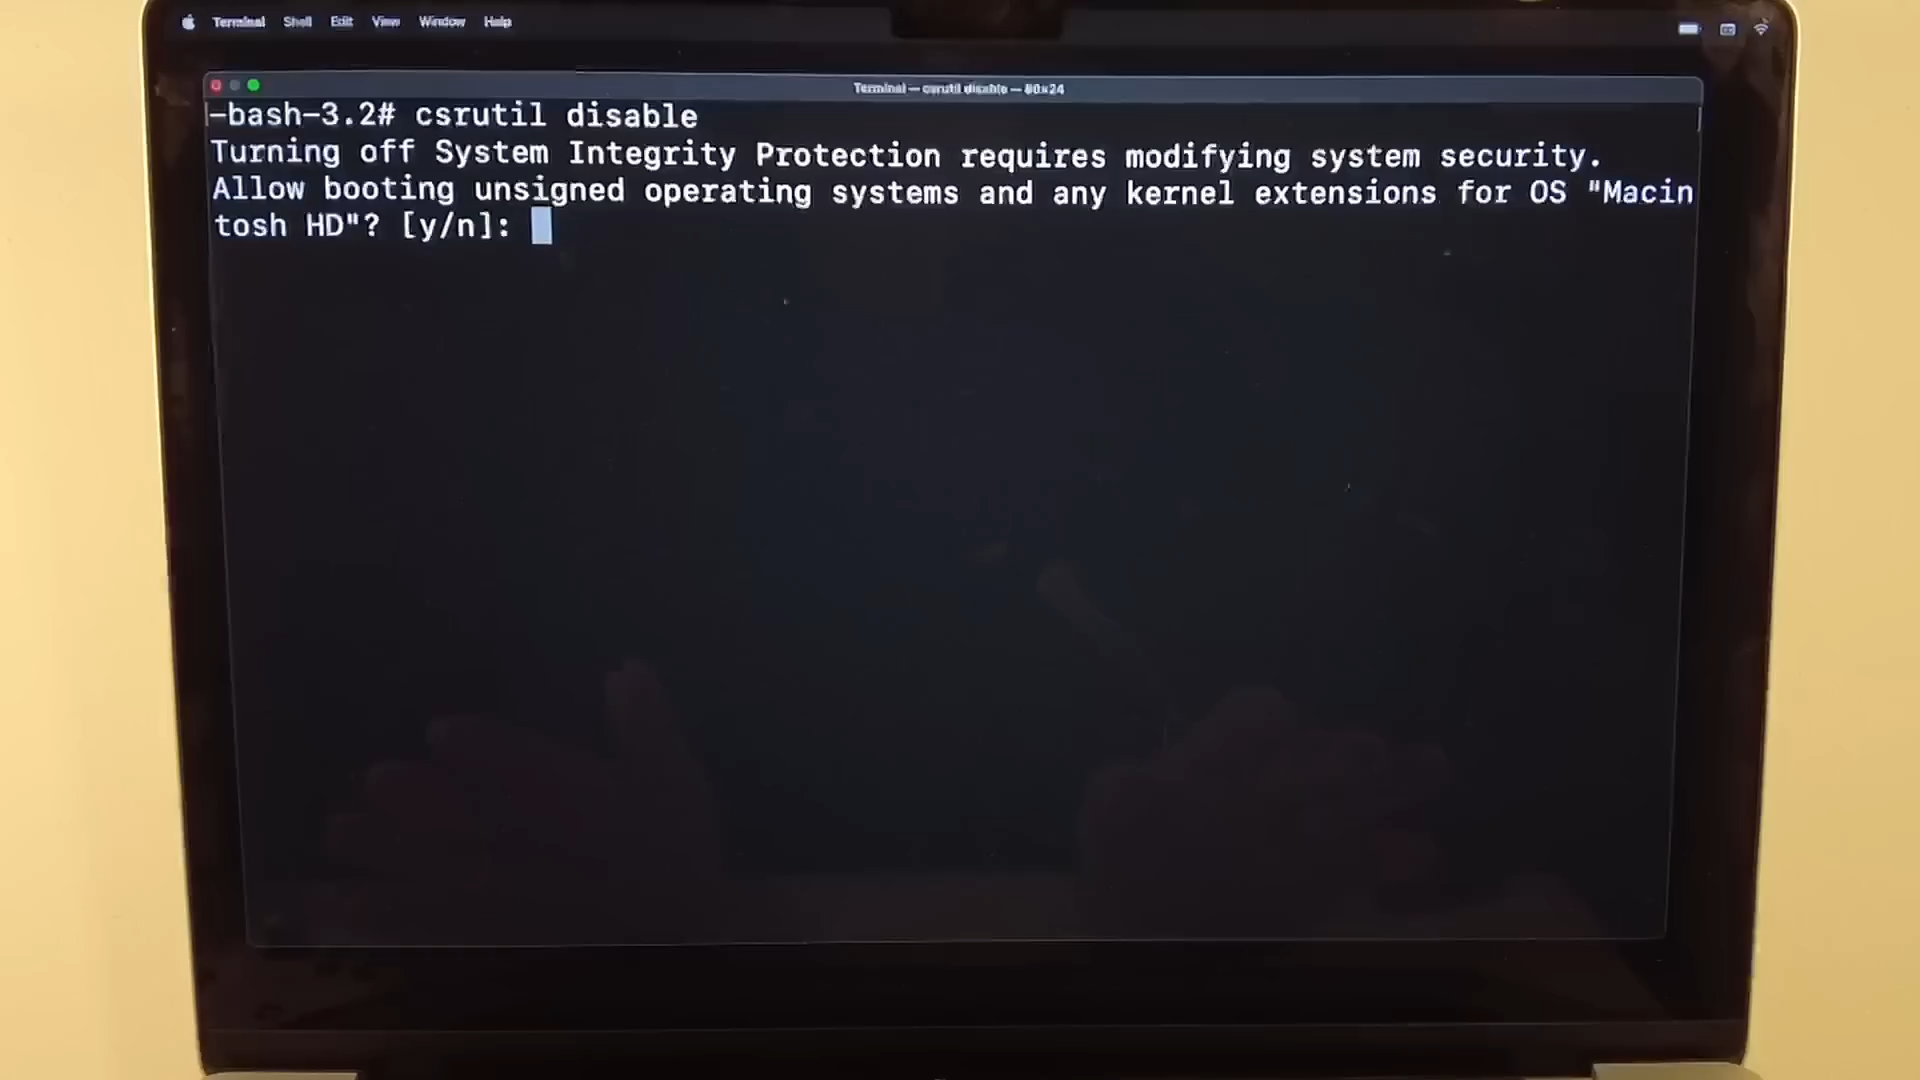 Terminal Shell Edit View Window Help
Terminal — csrutil disable — 80×24
-bash-3.2# csrutil disable
Turning off System Integrity Protection requires modifying system security.
Allow booting unsigned operating systems and any kernel extensions for OS "Macin
tosh HD"? [y/n]: